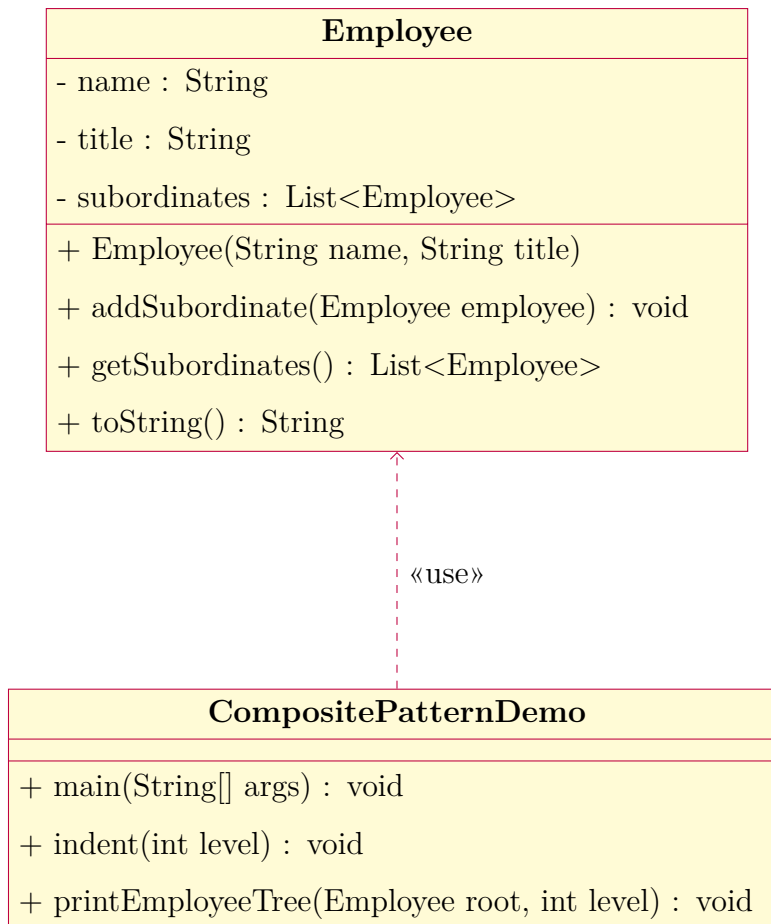 Employee
- name : String
- title : String
- subordinates : List<Employee>
+ Employee(String name, String title)
+ addSubordinate(Employee employee) : void
+ getSubordinates() : List<Employee>
+ toString() : String
«use»
CompositePatternDemo
+ main(String[] args) : void
+ indent(int level) : void
+ printEmployeeTree(Employee root, int level) : void